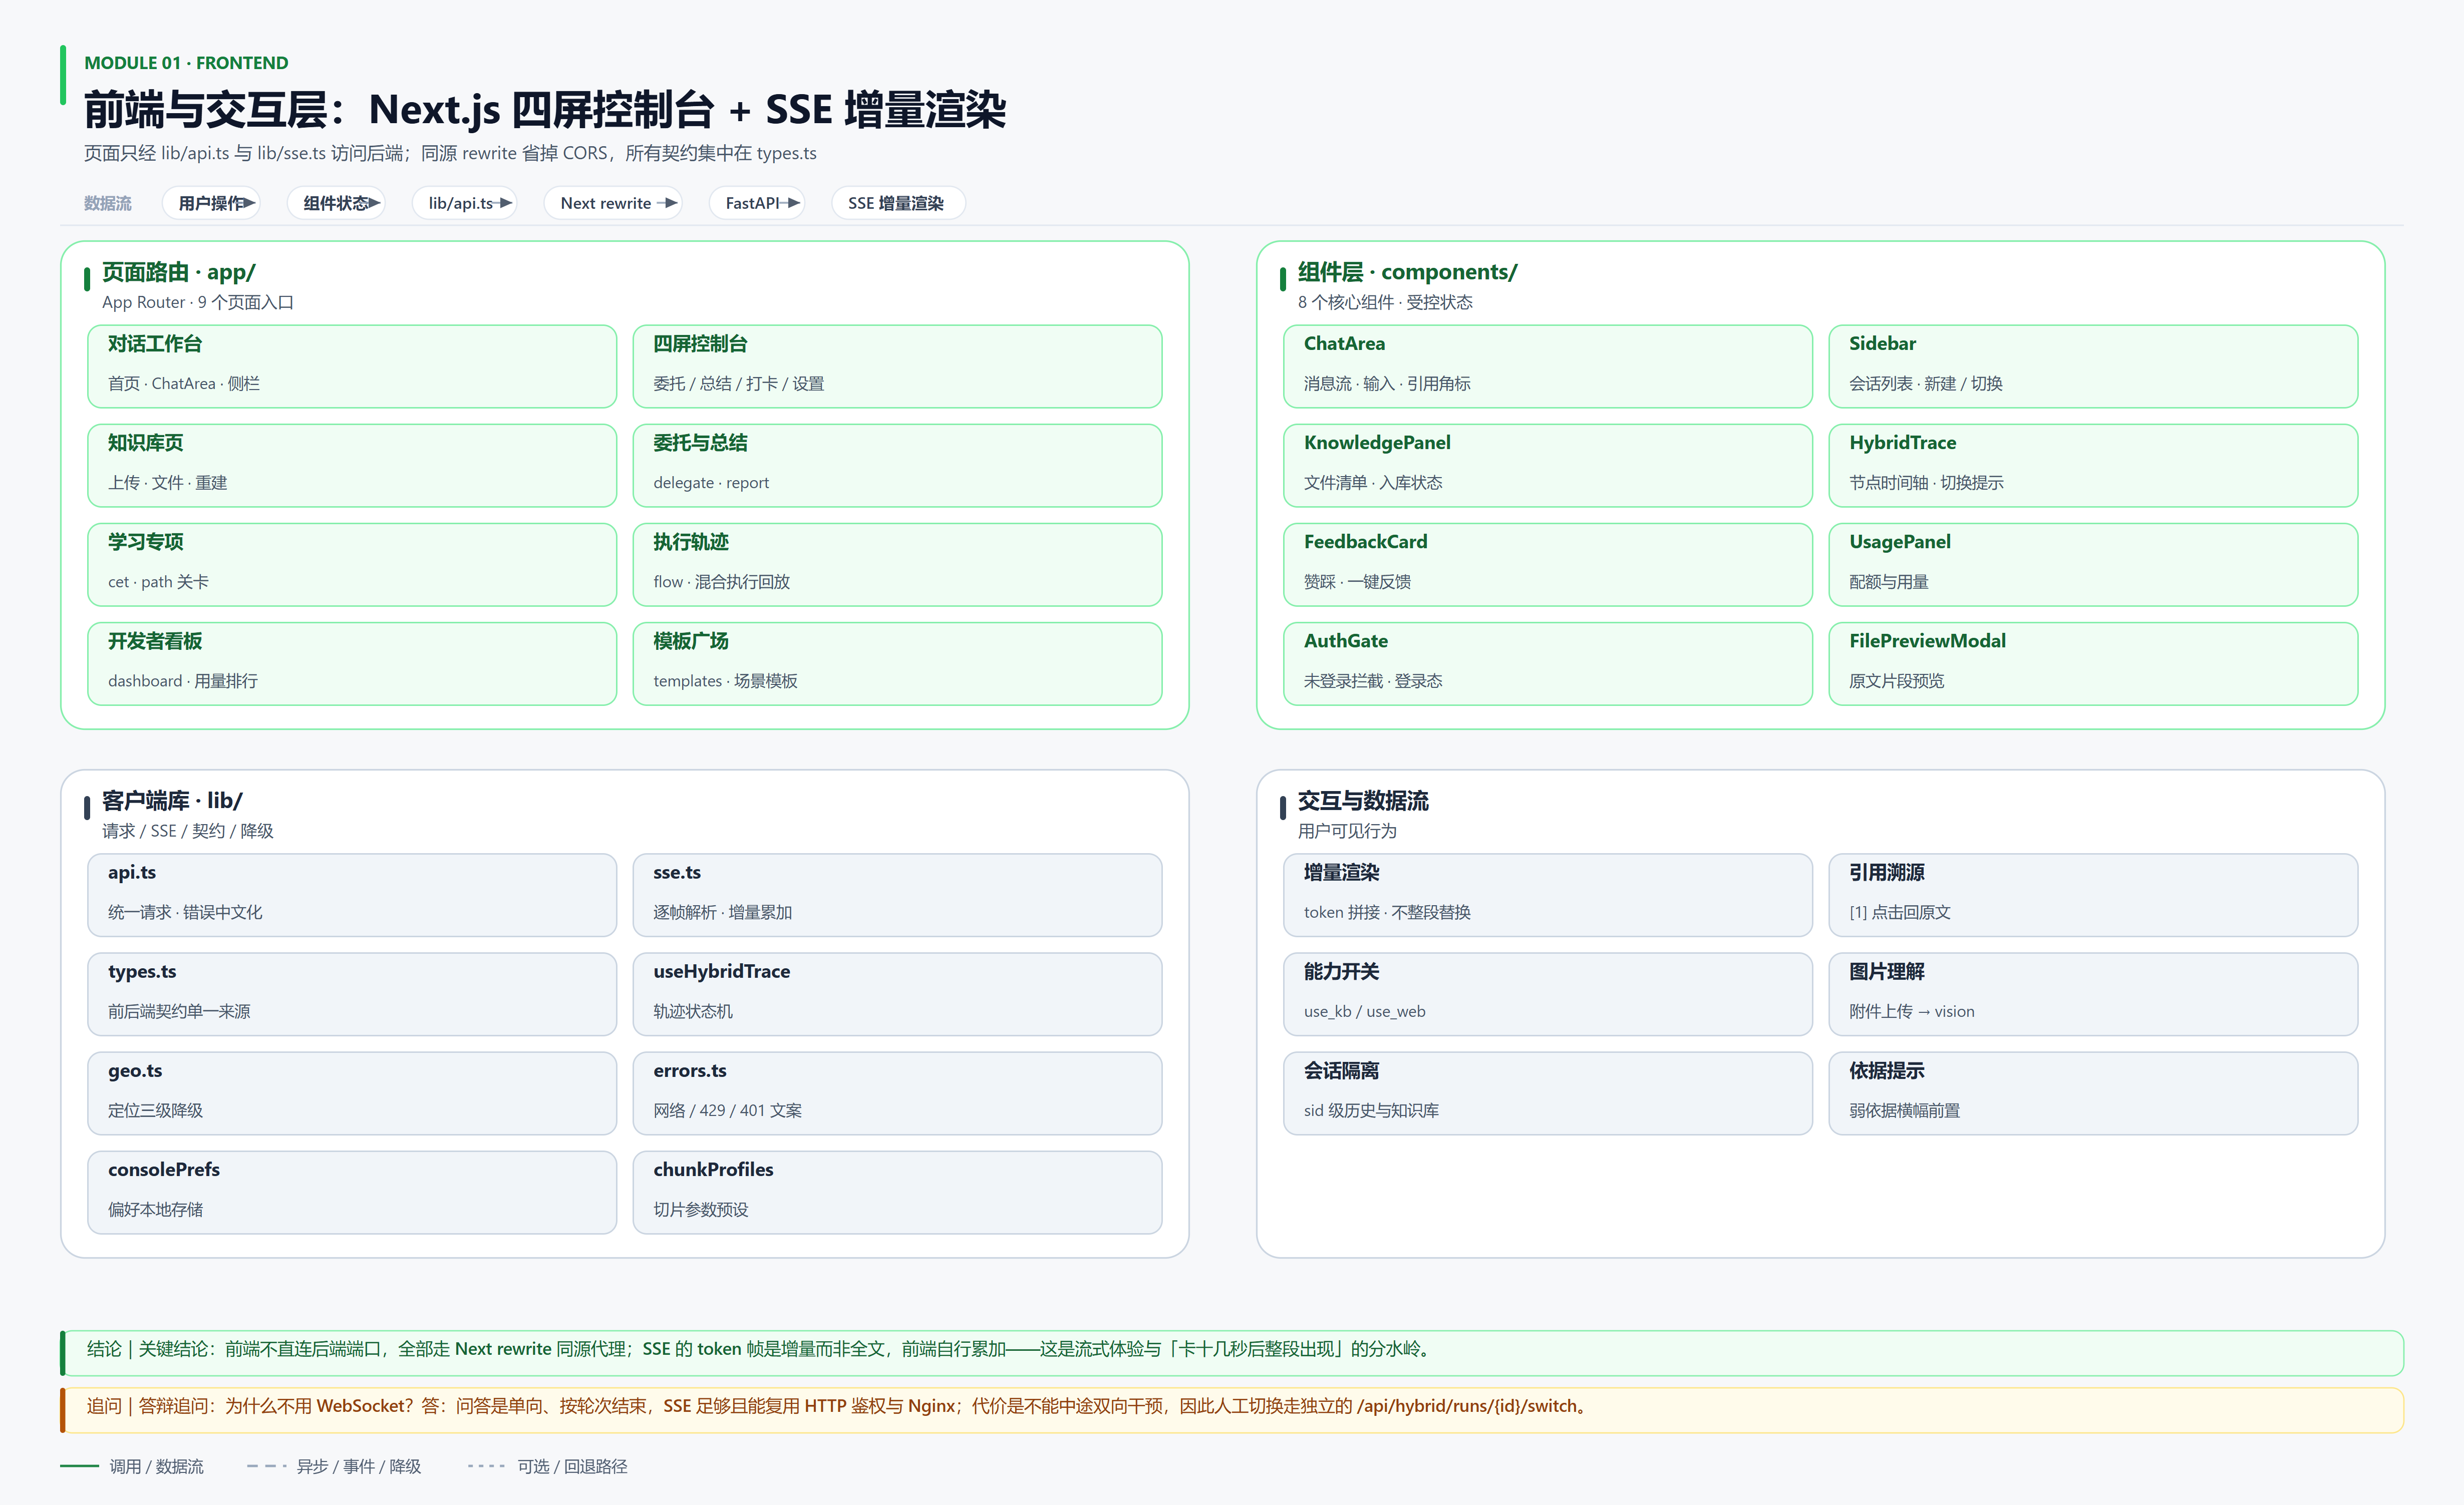 MODULE 01 · FRONTEND
前端与交互层：Next.js 四屏控制台 + SSE 增量渲染
页面只经 lib/api.ts 与 lib/sse.ts 访问后端；同源 rewrite 省掉 CORS，所有契约集中在 types.ts
数据流 用户操作 组件状态 lib/api.ts Next rewrite FastAPI SSE 增量渲染
页面路由 · app/
App Router · 9 个页面入口
对话工作台
首页 · ChatArea · 侧栏
四屏控制台
委托 / 总结 / 打卡 / 设置
知识库页
上传 · 文件 · 重建
委托与总结
delegate · report
学习专项
cet · path 关卡
执行轨迹
flow · 混合执行回放
开发者看板
dashboard · 用量排行
模板广场
templates · 场景模板
组件层 · components/
8 个核心组件 · 受控状态
ChatArea
消息流 · 输入 · 引用角标
Sidebar
会话列表 · 新建 / 切换
KnowledgePanel
文件清单 · 入库状态
HybridTrace
节点时间轴 · 切换提示
FeedbackCard
赞踩 · 一键反馈
UsagePanel
配额与用量
AuthGate
未登录拦截 · 登录态
FilePreviewModal
原文片段预览
客户端库 · lib/
请求 / SSE / 契约 / 降级
api.ts
统一请求 · 错误中文化
sse.ts
逐帧解析 · 增量累加
types.ts
前后端契约单一来源
useHybridTrace
轨迹状态机
geo.ts
定位三级降级
errors.ts
网络 / 429 / 401 文案
consolePrefs
偏好本地存储
chunkProfiles
切片参数预设
交互与数据流
用户可见行为
增量渲染
token 拼接 · 不整段替换
引用溯源
[1] 点击回原文
能力开关
use_kb / use_web
图片理解
附件上传 → vision
会话隔离
sid 级历史与知识库
依据提示
弱依据横幅前置
结论｜关键结论：前端不直连后端端口，全部走 Next rewrite 同源代理；SSE 的 token 帧是增量而非全文，前端自行累加——这是流式体验与「卡十几秒后整段出现」的分水岭。
追问｜答辩追问：为什么不用 WebSocket？答：问答是单向、按轮次结束，SSE 足够且能复用 HTTP 鉴权与 Nginx；代价是不能中途双向干预，因此人工切换走独立的 /api/hybrid/runs/{id}/switch。
调用 / 数据流 异步 / 事件 / 降级 可选 / 回退路径